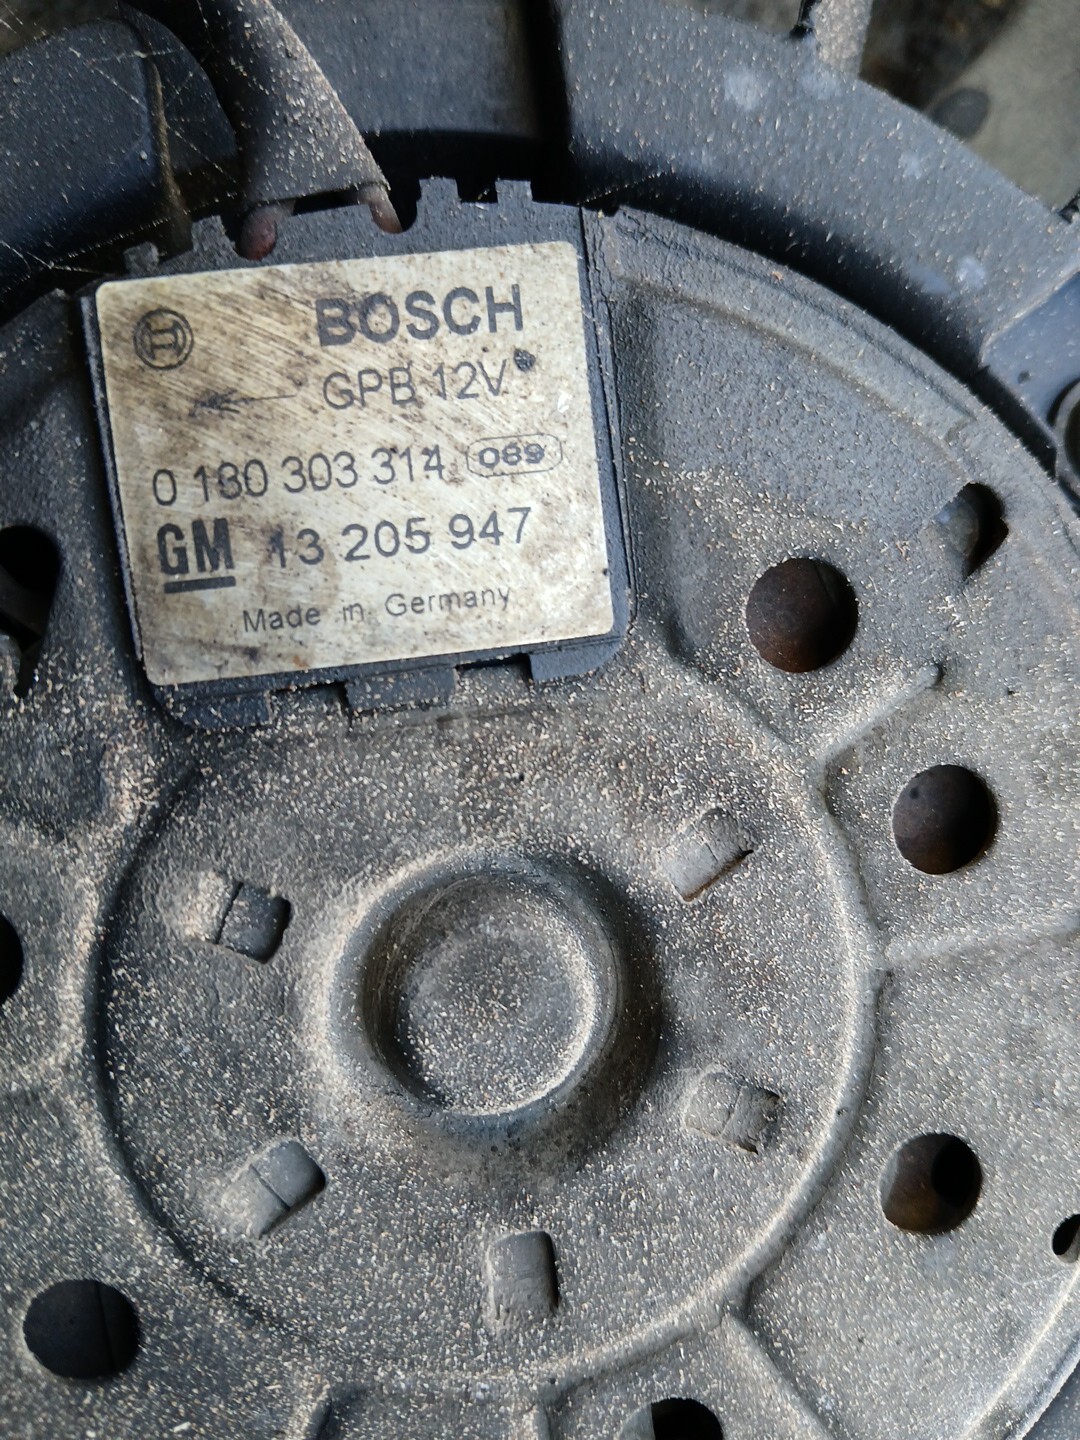 BOSCH
GPB 12V
0 130 303 314 089
GM 13 205 947
Made in Germany